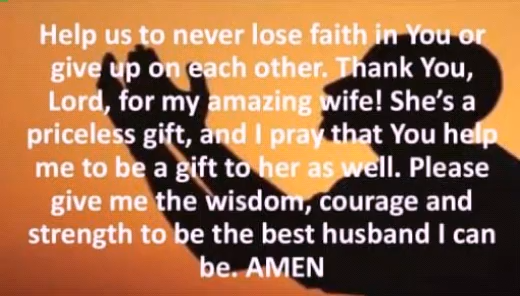 Help us to never lose faith in You or
give up on each other. Thank You,
Lord, for my amazing wife! She's a
priceless gift, and I pray that You help
me to be a gift to her as well. Please
give me the wisdom, courage and
strength to be the best husband I can
be. AMEN